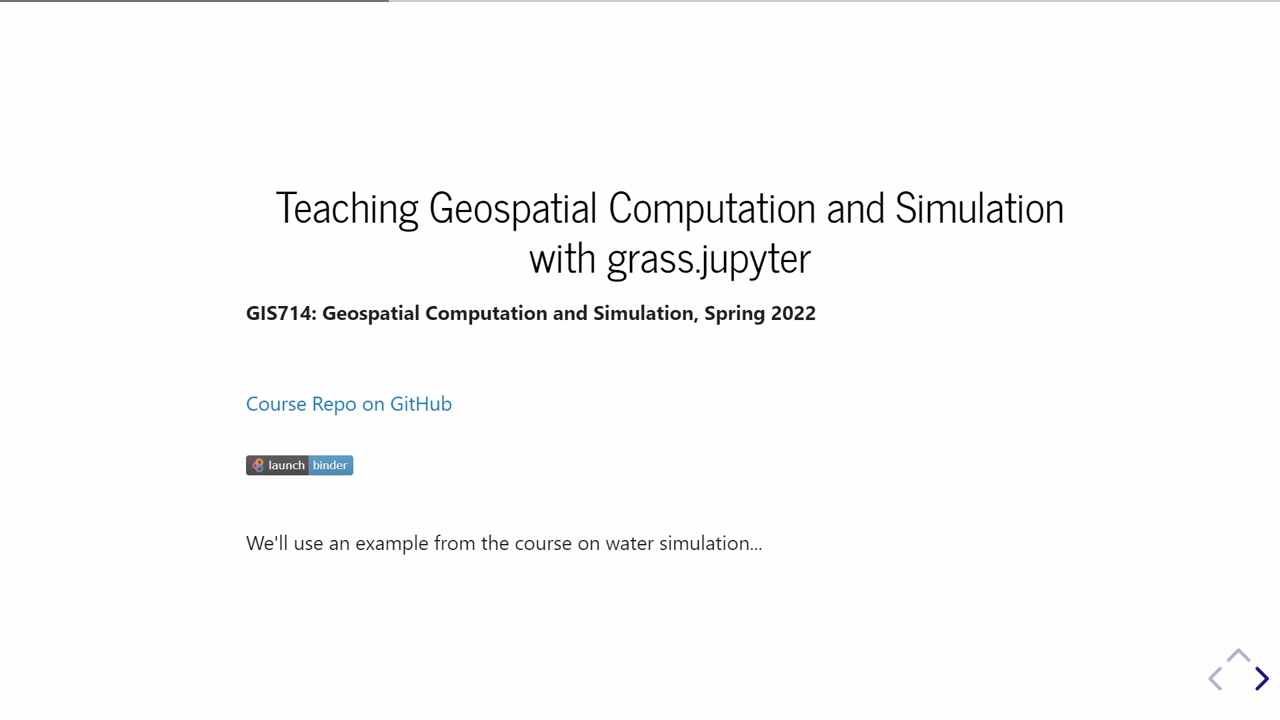 Teaching Geospatial Computation and Simulation
with grass.jupyter
GIS714: Geospatial Computation and Simulation, Spring 2022
Course Repo on GitHub
launch binder
We'll use an example from the course on water simulation...